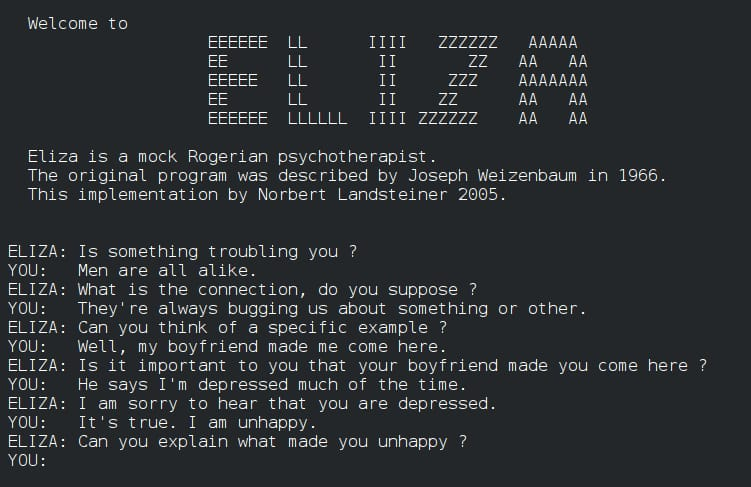 Welcome to
EEEEEE  LL      IIII   ZZZZZZ   AAAAA
EE      LL       II       ZZ   AA   AA
EEEEE   LL       II     ZZZ    AAAAAAA
EE      LL       II    ZZ      AA   AA
EEEEEE  LLLLLL  IIII ZZZZZZ    AA   AA
Eliza is a mock Rogerian psychotherapist.
The original program was described by Joseph Weizenbaum in 1966.
This implementation by Norbert Landsteiner 2005.
ELIZA: Is something troubling you ?
YOU:   Men are all alike.
ELIZA: What is the connection, do you suppose ?
YOU:   They're always bugging us about something or other.
ELIZA: Can you think of a specific example ?
YOU:   Well, my boyfriend made me come here.
ELIZA: Is it important to you that your boyfriend made you come here ?
YOU:   He says I'm depressed much of the time.
ELIZA: I am sorry to hear that you are depressed.
YOU:   It's true. I am unhappy.
ELIZA: Can you explain what made you unhappy ?
YOU: